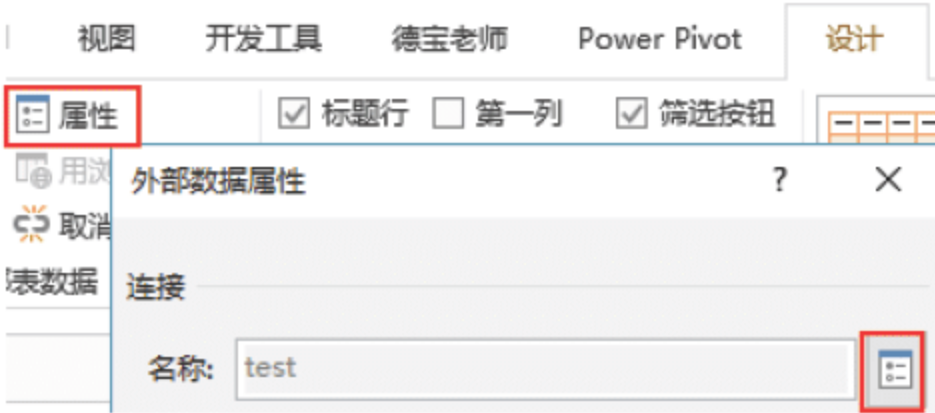 视图 开发工具 德宝老师 Power Pivot 设计
属性 标题行 第一列 筛选按钮
用浏
外部数据属性 ? ×
取消
表数据
连接
名称: test